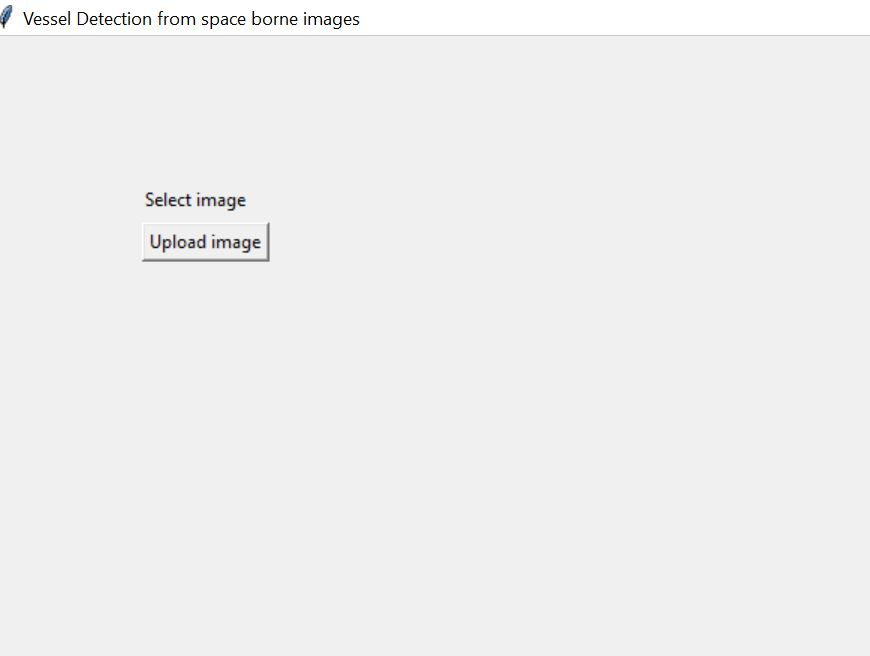 Vessel Detection from space borne images
Select image
Upload image